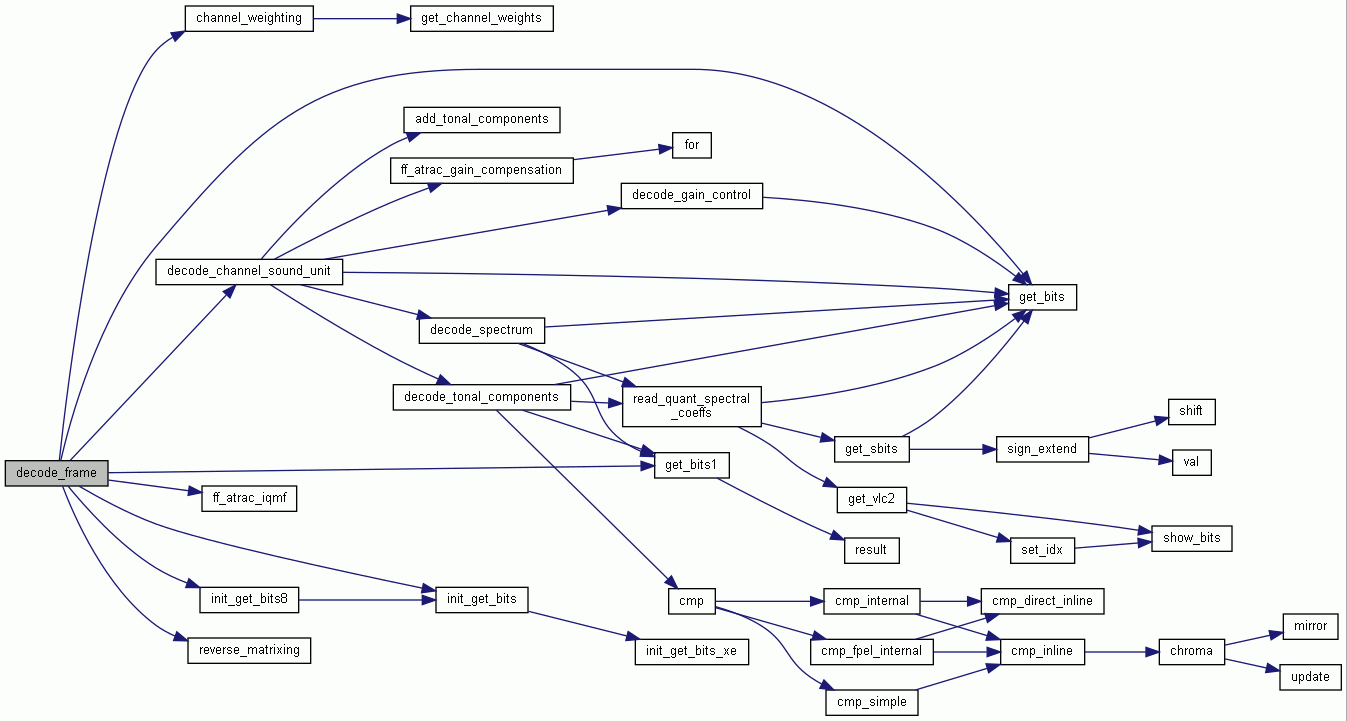 channel_weighting
get_channel_weights
add_tonal_components
for
ff_atrac_gain_compensation
decode_gain_control
decode_channel_sound_unit
get_bits
decode_spectrum
decode_tonal_components
read_quant_spectral
_coeffs
shift
get_sbits
sign_extend
val
get_bits1
decode_frame
ff_atrac_iqmf
get_vlc2
show_bits
result
set_idx
init_get_bits8
init_get_bits
cmp
cmp_internal
cmp_direct_inline
mirror
reverse_matrixing
init_get_bits_xe
cmp_fpel_internal
cmp_inline
chroma
update
cmp_simple